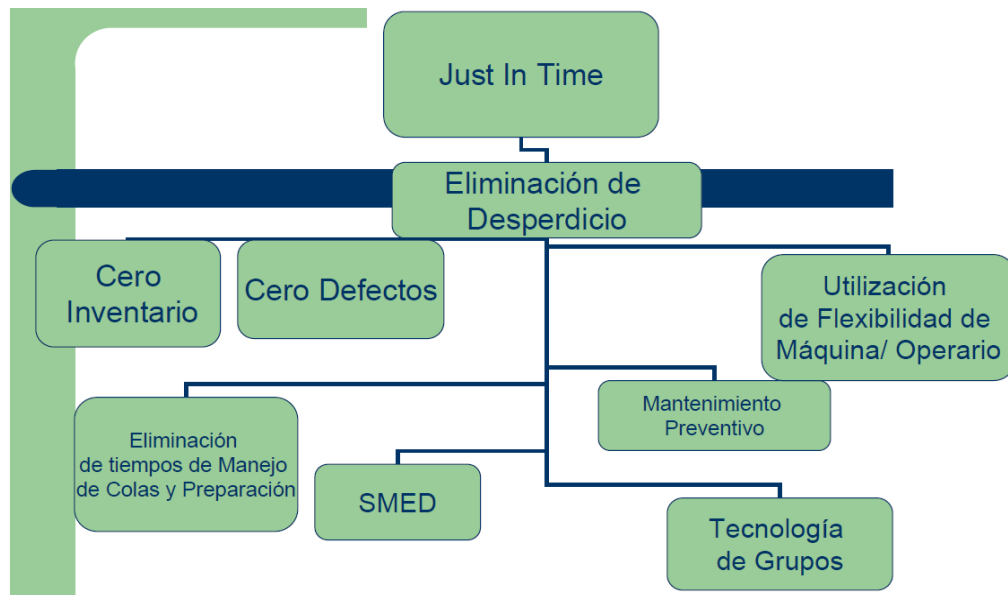 Just In Time
Eliminación de
Desperdicio
Cero
Inventario
Cero Defectos
Utilización
de Flexibilidad de
Máquina/ Operario
Mantenimiento
Preventivo
Eliminación
de tiempos de Manejo
de Colas y Preparación
SMED
Tecnología
de Grupos